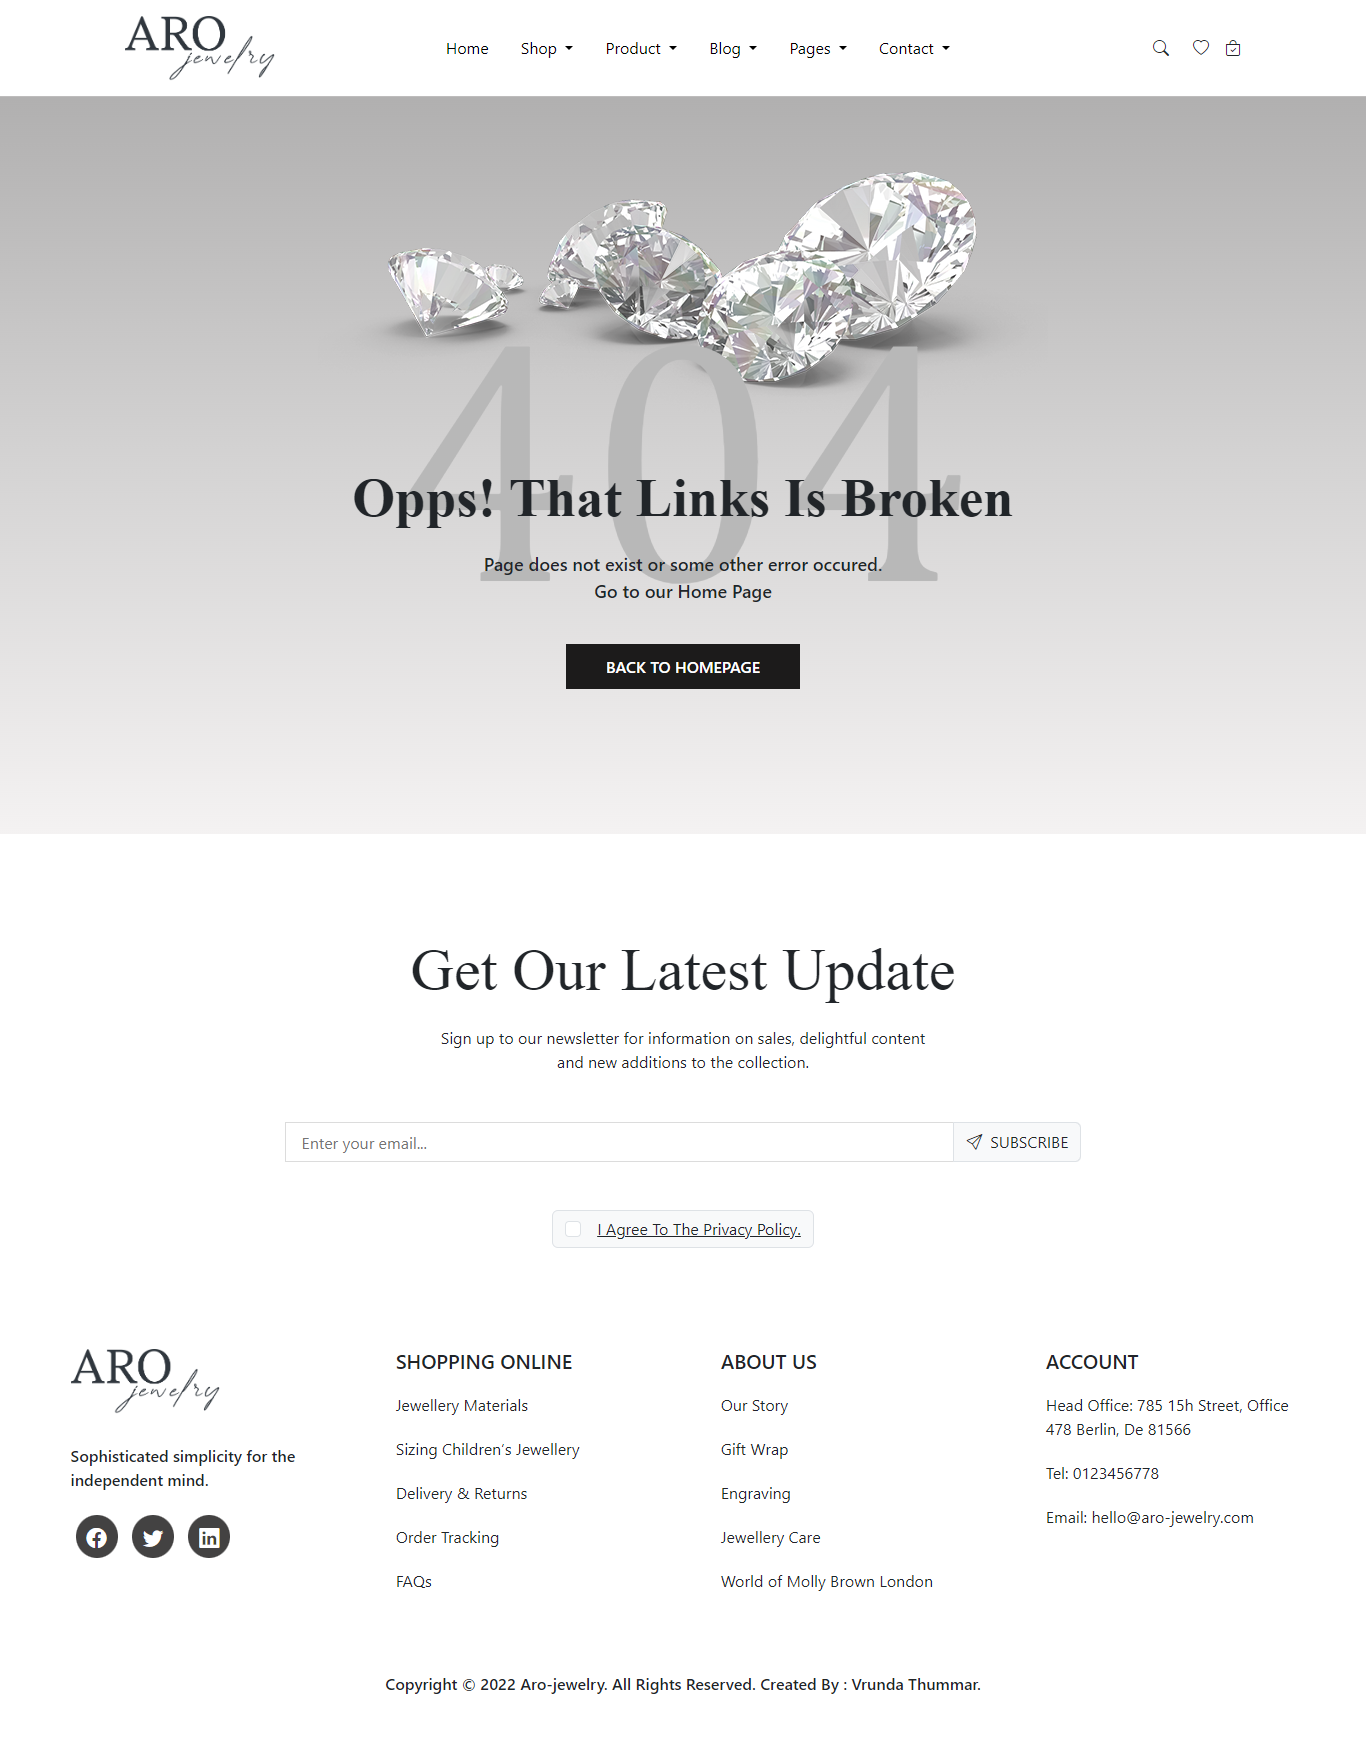 ARO
jewelry
Home Shop Product Blog Pages Contact
404
Opps! That Links Is Broken
Page does not exist or some other error occured.
Go to our Home Page
BACK TO HOMEPAGE
Get Our Latest Update
Sign up to our newsletter for information on sales, delightful content
and new additions to the collection.
Enter your email...
SUBSCRIBE
I Agree To The Privacy Policy.
ARO
jewelry
Sophisticated simplicity for the
independent mind.
SHOPPING ONLINE
Jewellery Materials
Sizing Children's Jewellery
Delivery & Returns
Order Tracking
FAQs
ABOUT US
Our Story
Gift Wrap
Engraving
Jewellery Care
World of Molly Brown London
ACCOUNT
Head Office: 785 15h Street, Office
478 Berlin, De 81566
Tel: 0123456778
Email: hello@aro-jewelry.com
Copyright © 2022 Aro-jewelry. All Rights Reserved. Created By : Vrunda Thummar.